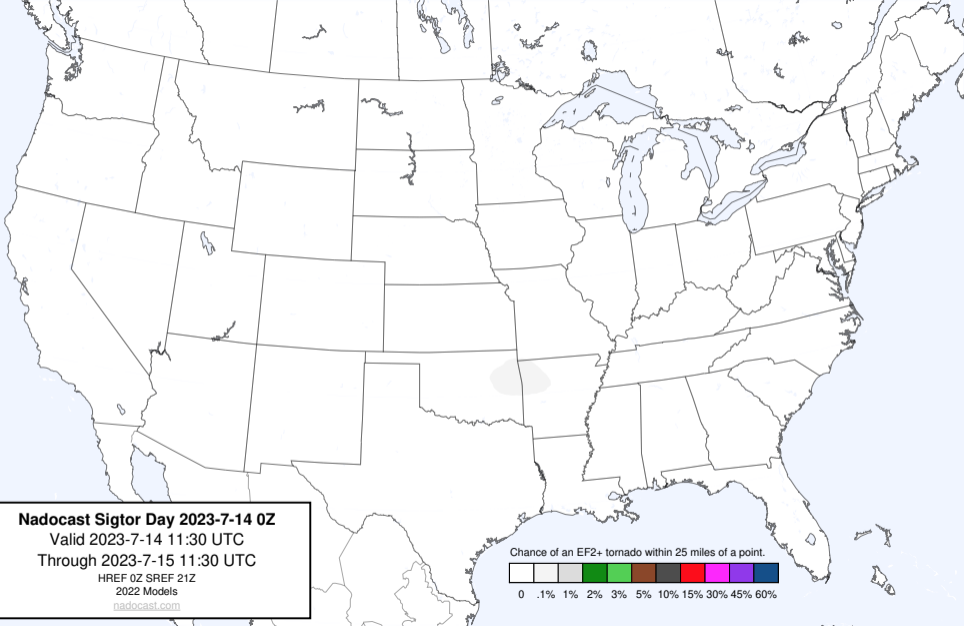 Nadocast Sigtor Day 2023-7-14 0Z
Valid 2023-7-14 11:30 UTC
Through 2023-7-15 11:30 UTC
HREF 0Z SREF 21Z
2022 Models
nadocast.com
Chance of an EF2+ tornado within 25 miles of a point.
0 .1% 1% 2% 3% 5% 10% 15% 30% 45% 60%